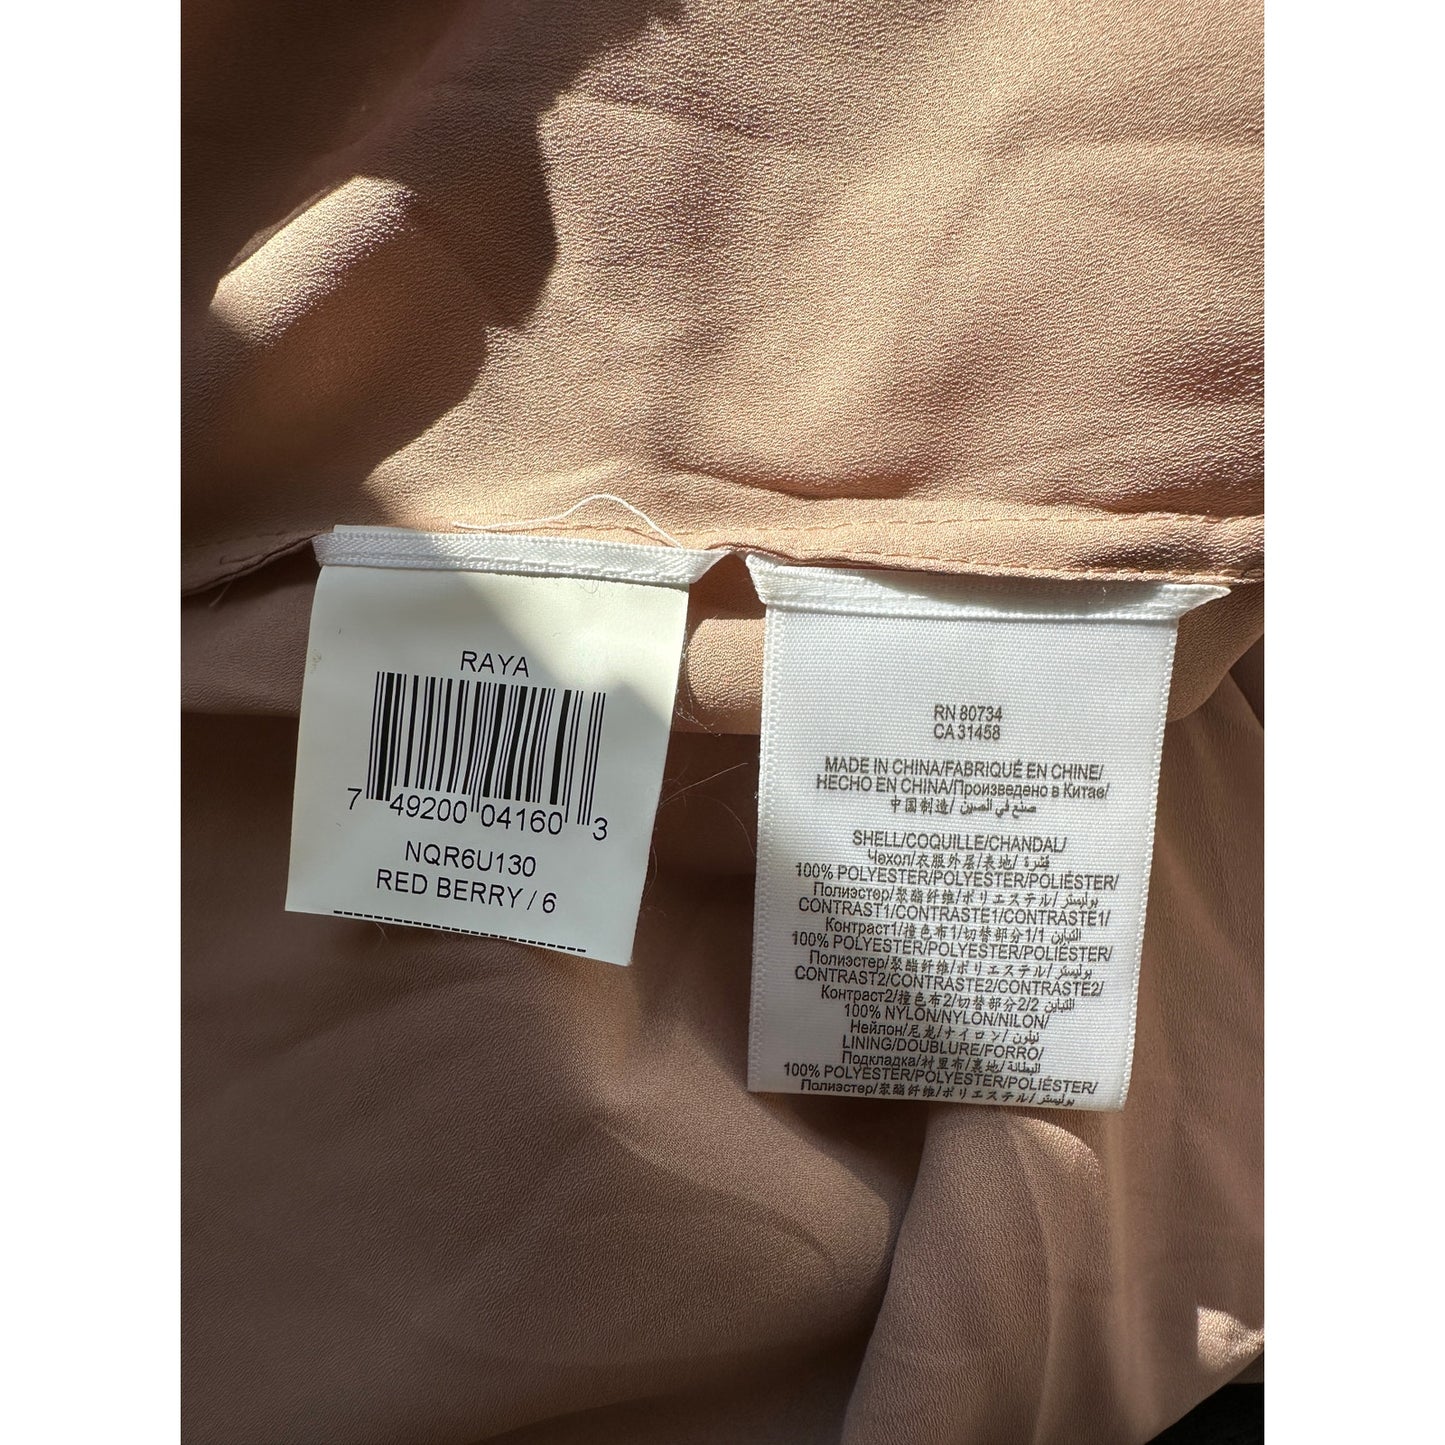 RAYA
7 49200 04160 3
NQR6U130
RED BERRY / 6
RN 80734
CA 31458
MADE IN CHINA/FABRIQUÉ EN CHINE/
HECHO EN CHINA/Произведено в Китае/
中国制造/ صنع في الصين
SHELL/COQUILLE/CHANDAL/
Чехол/衣服外层/表地/ قشرة
100% POLYESTER/POLYESTER/POLIÉSTER/
Полиэстер/聚酯纤维/ポリエステル/ بوليستر
CONTRAST1/CONTRASTE1/CONTRASTE1/
Контраст1/撞色布1/切替部分1/1 التباين
100% POLYESTER/POLYESTER/POLIÉSTER/
Полиэстер/聚酯纤维/ポリエステル/ بوليستر
CONTRAST2/CONTRASTE2/CONTRASTE2/
Контраст2/撞色布2/切替部分2/2 التباين
100% NYLON/NYLON/NILON/
Нейлон/尼龙/ナイロン/ نيلون
LINING/DOUBLURE/FORRO/
Подкладка/衬里布/裏地/ البطانة
100% POLYESTER/POLYESTER/POLIÉSTER/
Полиэстер/聚酯纤维/ポリエステル/ بوليستر